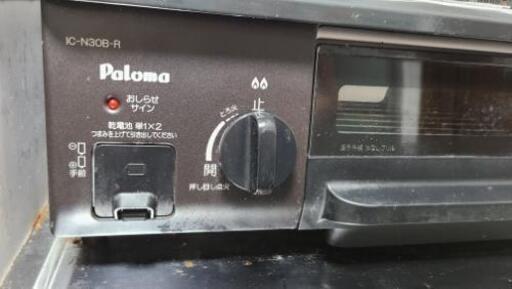 IC-N30B-R
Paloma
おしらせ
サイン
乾電池 単1×2
つまみを上げて引き出してください
手前
止
とろ火
開
押し回し点火